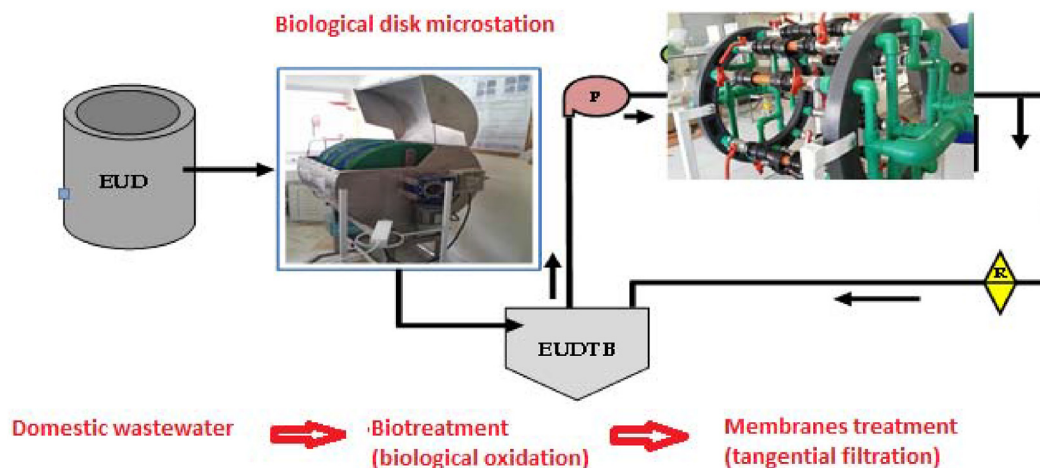 Biological disk microstation
P
EUD
R
EUDTB
Domestic wastewater
Biotreatment
(biological oxidation)
Membranes treatment
(tangential filtration)